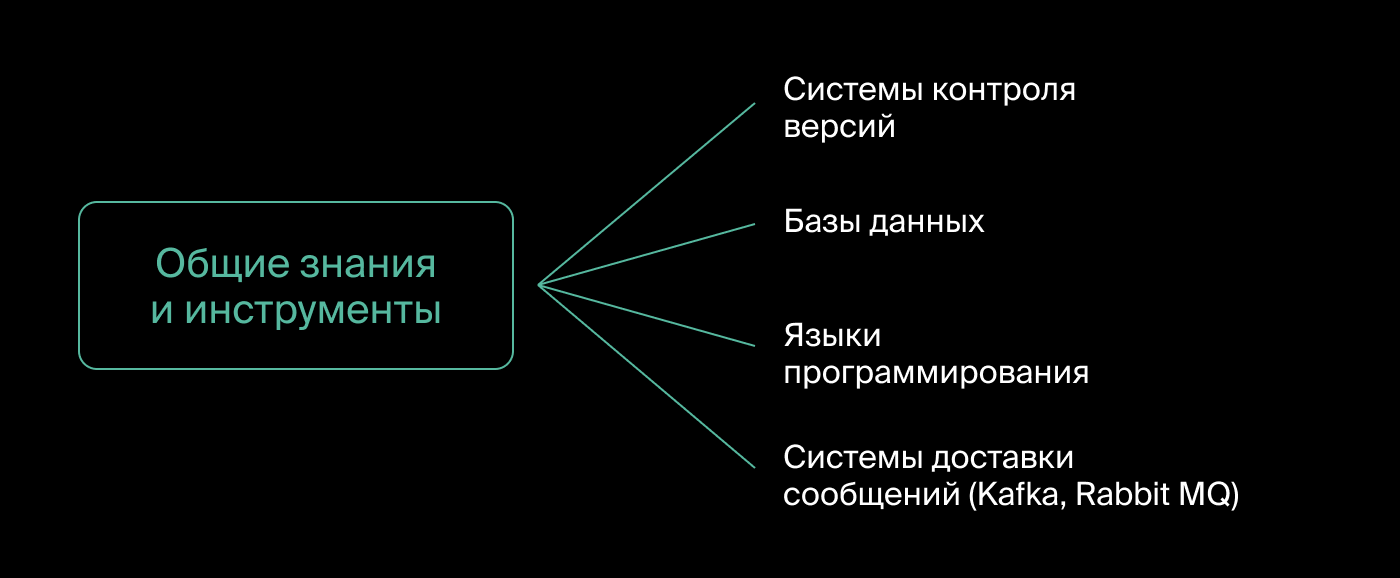 Общие знания
и инструменты
Системы контроля
версий
Базы данных
Языки
программирования
Системы доставки
сообщений (Kafka, Rabbit MQ)